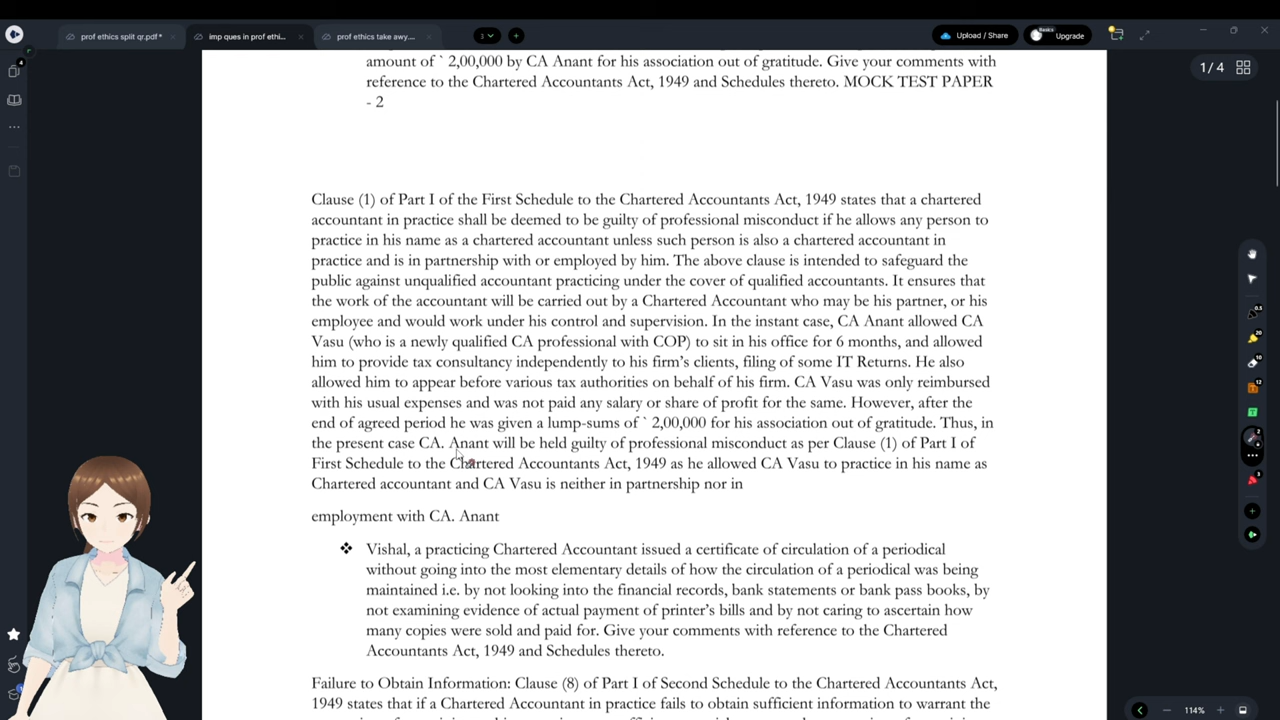 prof ethics split qr.pdf *
imp ques in prof ethi...
prof ethics take awy....
3
Upload / Share
Basic
Upgrade
4
1 / 4
amount of ` 2,00,000 by CA Anant for his association out of gratitude. Give your comments with
reference to the Chartered Accountants Act, 1949 and Schedules thereto. MOCK TEST PAPER
- 2
Clause (1) of Part I of the First Schedule to the Chartered Accountants Act, 1949 states that a chartered
accountant in practice shall be deemed to be guilty of professional misconduct if he allows any person to
practice in his name as a chartered accountant unless such person is also a chartered accountant in
practice and is in partnership with or employed by him. The above clause is intended to safeguard the
public against unqualified accountant practicing under the cover of qualified accountants. It ensures that
the work of the accountant will be carried out by a Chartered Accountant who may be his partner, or his
employee and would work under his control and supervision. In the instant case, CA Anant allowed CA
Vasu (who is a newly qualified CA professional with COP) to sit in his office for 6 months, and allowed
him to provide tax consultancy independently to his firm's clients, filing of some IT Returns. He also
allowed him to appear before various tax authorities on behalf of his firm. CA Vasu was only reimbursed
with his usual expenses and was not paid any salary or share of profit for the same. However, after the
end of agreed period he was given a lump-sums of ` 2,00,000 for his association out of gratitude. Thus, in
the present case CA. Anant will be held guilty of professional misconduct as per Clause (1) of Part I of
First Schedule to the Chartered Accountants Act, 1949 as he allowed CA Vasu to practice in his name as
Chartered accountant and CA Vasu is neither in partnership nor in
employment with CA. Anant
❖ Vishal, a practicing Chartered Accountant issued a certificate of circulation of a periodical
without going into the most elementary details of how the circulation of a periodical was being
maintained i.e. by not looking into the financial records, bank statements or bank pass books, by
not examining evidence of actual payment of printer's bills and by not caring to ascertain how
many copies were sold and paid for. Give your comments with reference to the Chartered
Accountants Act, 1949 and Schedules thereto.
Failure to Obtain Information: Clause (8) of Part I of Second Schedule to the Chartered Accountants Act,
1949 states that if a Chartered Accountant in practice fails to obtain sufficient information to warrant the
114%